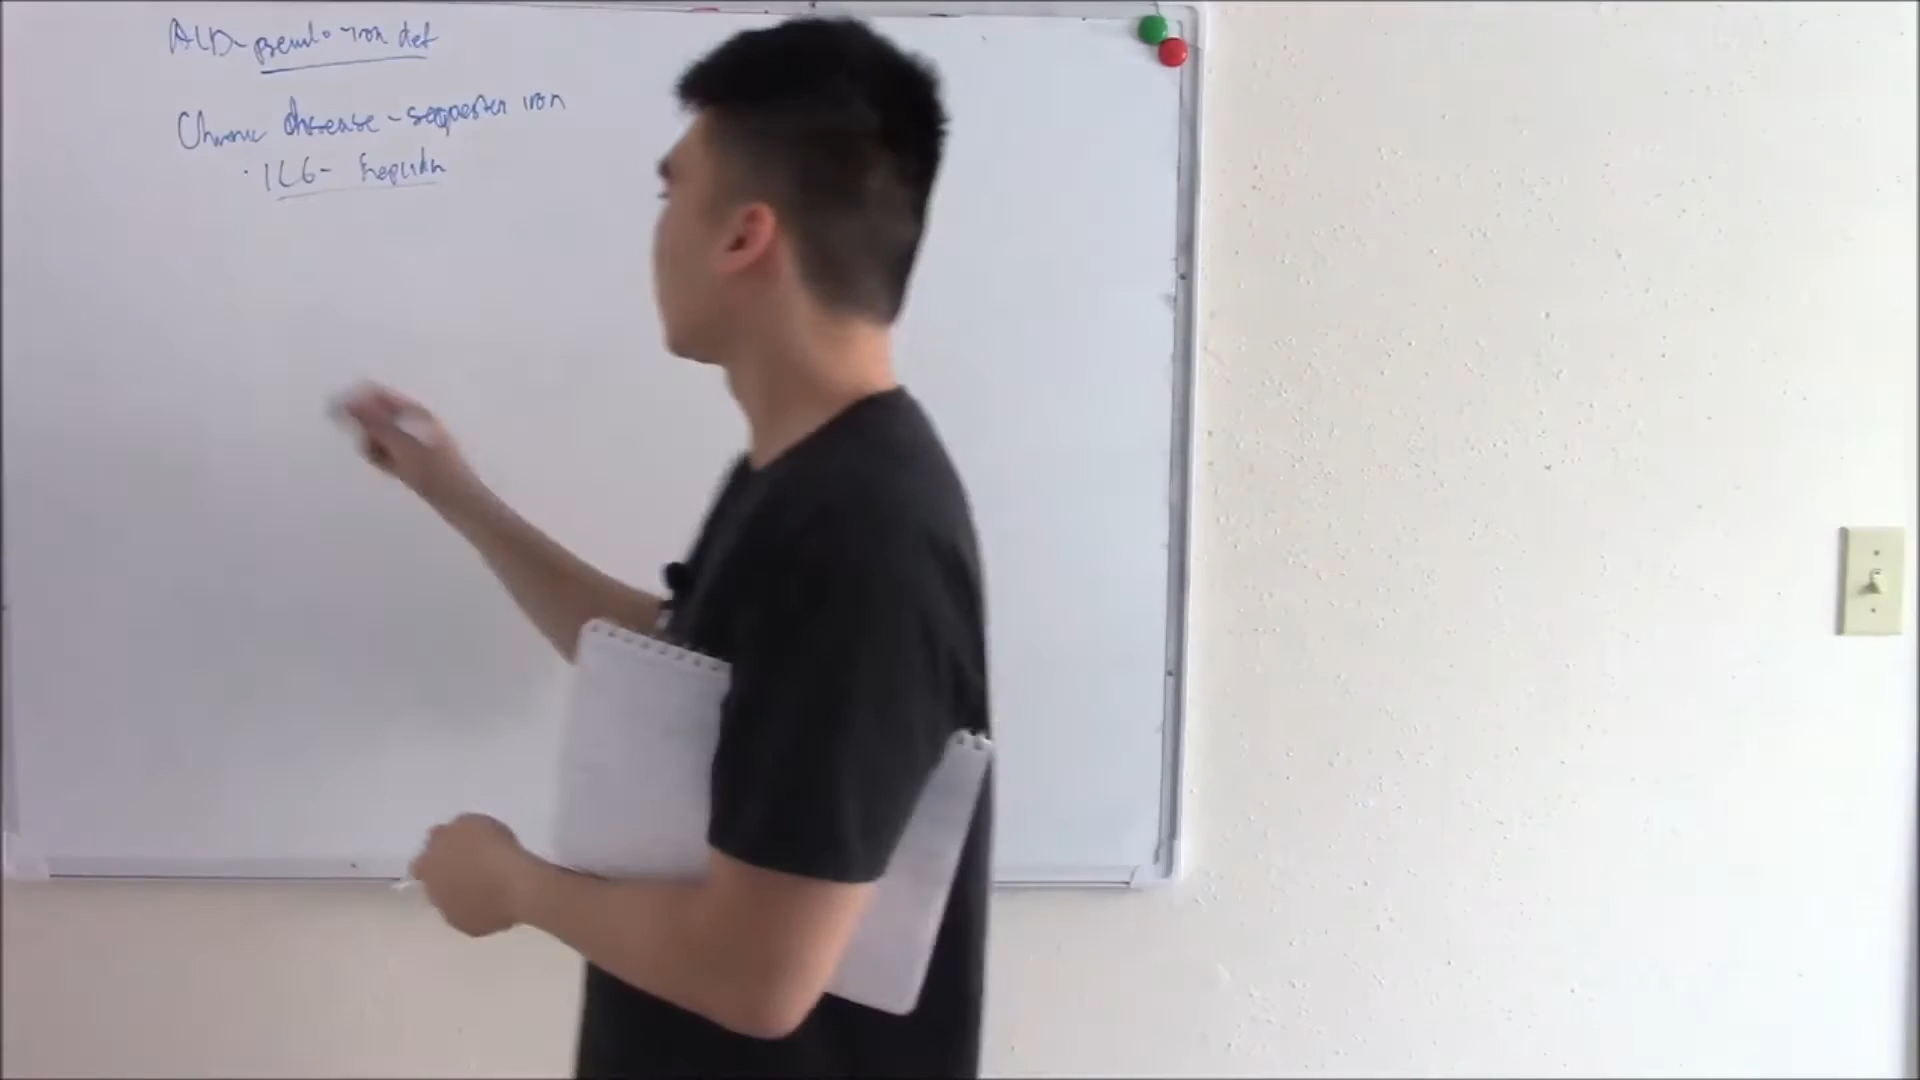 ACD- pseudo-iron def
Chronic disease - sequester iron
· IL6- hepcidin